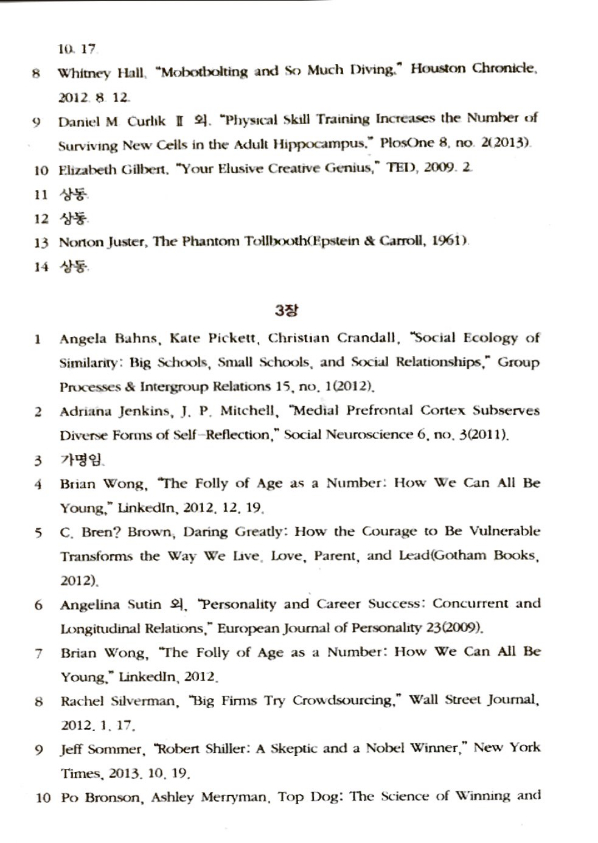 10. 17.
8 Whitney Hall, “Mobotbolting and So Much Diving,” Houston Chronicle,
2012. 8. 12.
9 Daniel M. Curlik Ⅱ 외, “Physical Skill Training Increases the Number of
Surviving New Cells in the Adult Hippocampus,” PlosOne 8, no. 2(2013).
10 Elizabeth Gilbert, “Your Elusive Creative Genius,” TED, 2009. 2.
11 상동.
12 상동.
13 Norton Juster, The Phantom Tollbooth(Epstein & Carroll, 1961).
14 상동.
3장
1 Angela Bahns, Kate Pickett, Christian Crandall, “Social Ecology of
Similarity: Big Schools, Small Schools, and Social Relationships,” Group
Processes & Intergroup Relations 15, no. 1(2012).
2 Adriana Jenkins, J. P. Mitchell, “Medial Prefrontal Cortex Subserves
Diverse Forms of Self-Reflection,” Social Neuroscience 6, no. 3(2011).
3 가명임.
4 Brian Wong, “The Folly of Age as a Number: How We Can All Be
Young,” LinkedIn, 2012. 12. 19.
5 C. Bren? Brown, Daring Greatly: How the Courage to Be Vulnerable
Transforms the Way We Live, Love, Parent, and Lead(Gotham Books,
2012).
6 Angelina Sutin 외, “Personality and Career Success: Concurrent and
Longitudinal Relations,” European Journal of Personality 23(2009).
7 Brian Wong, “The Folly of Age as a Number: How We Can All Be
Young,” LinkedIn, 2012.
8 Rachel Silverman, “Big Firms Try Crowdsourcing,” Wall Street Journal,
2012. 1. 17.
9 Jeff Sommer, “Robert Shiller: A Skeptic and a Nobel Winner,” New York
Times, 2013. 10. 19.
10 Po Bronson, Ashley Merryman, Top Dog: The Science of Winning and